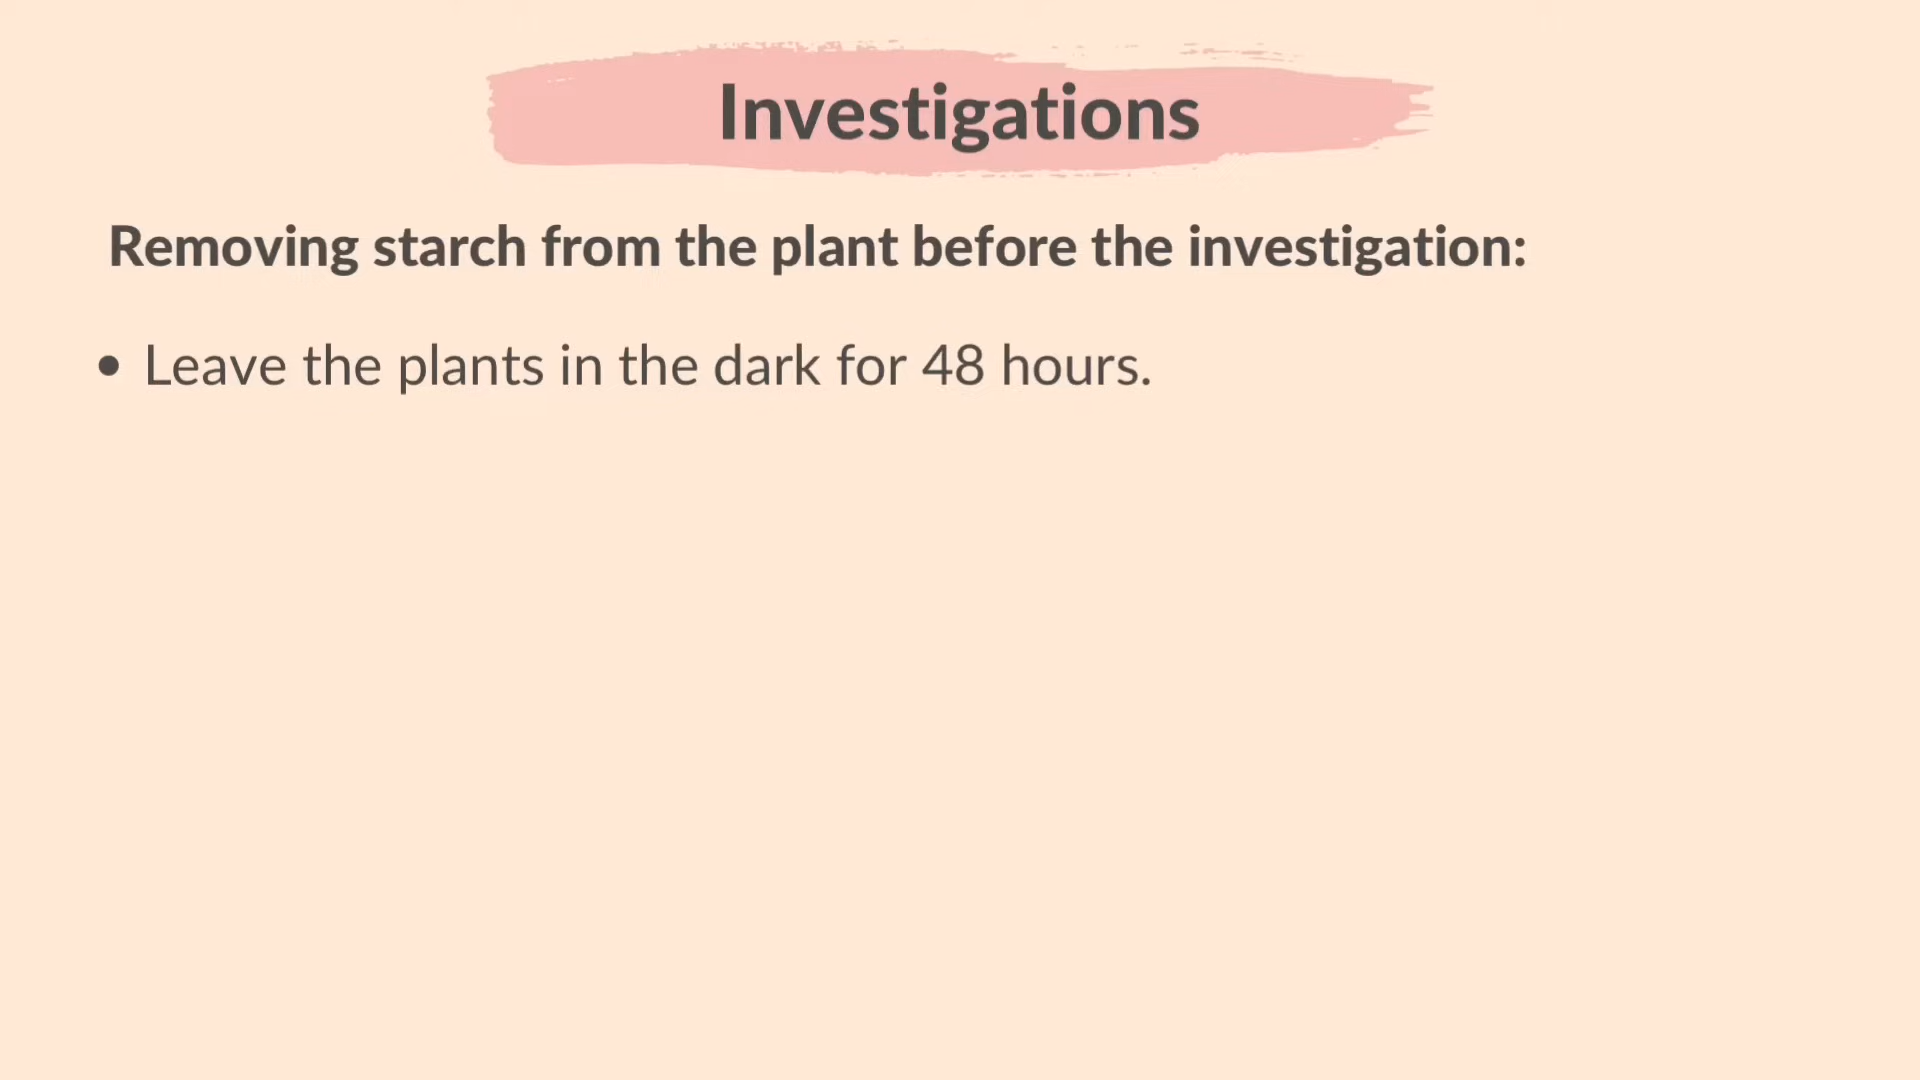 Investigations
Removing starch from the plant before the investigation:
• Leave the plants in the dark for 48 hours.